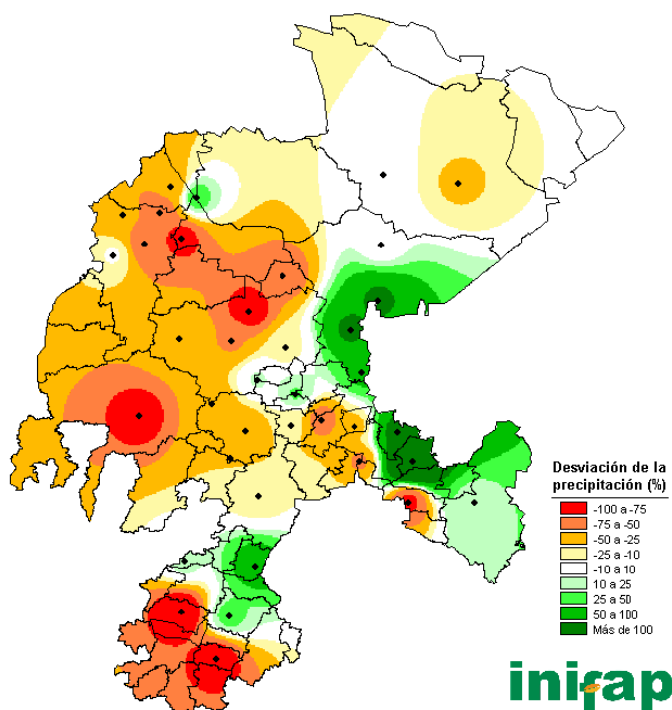 Desviación de la
precipitación (%)
-100 a -75
-75 a -50
-50 a -25
-25 a -10
-10 a 10
10 a 25
25 a 50
50 a 100
Más de 100
inifap